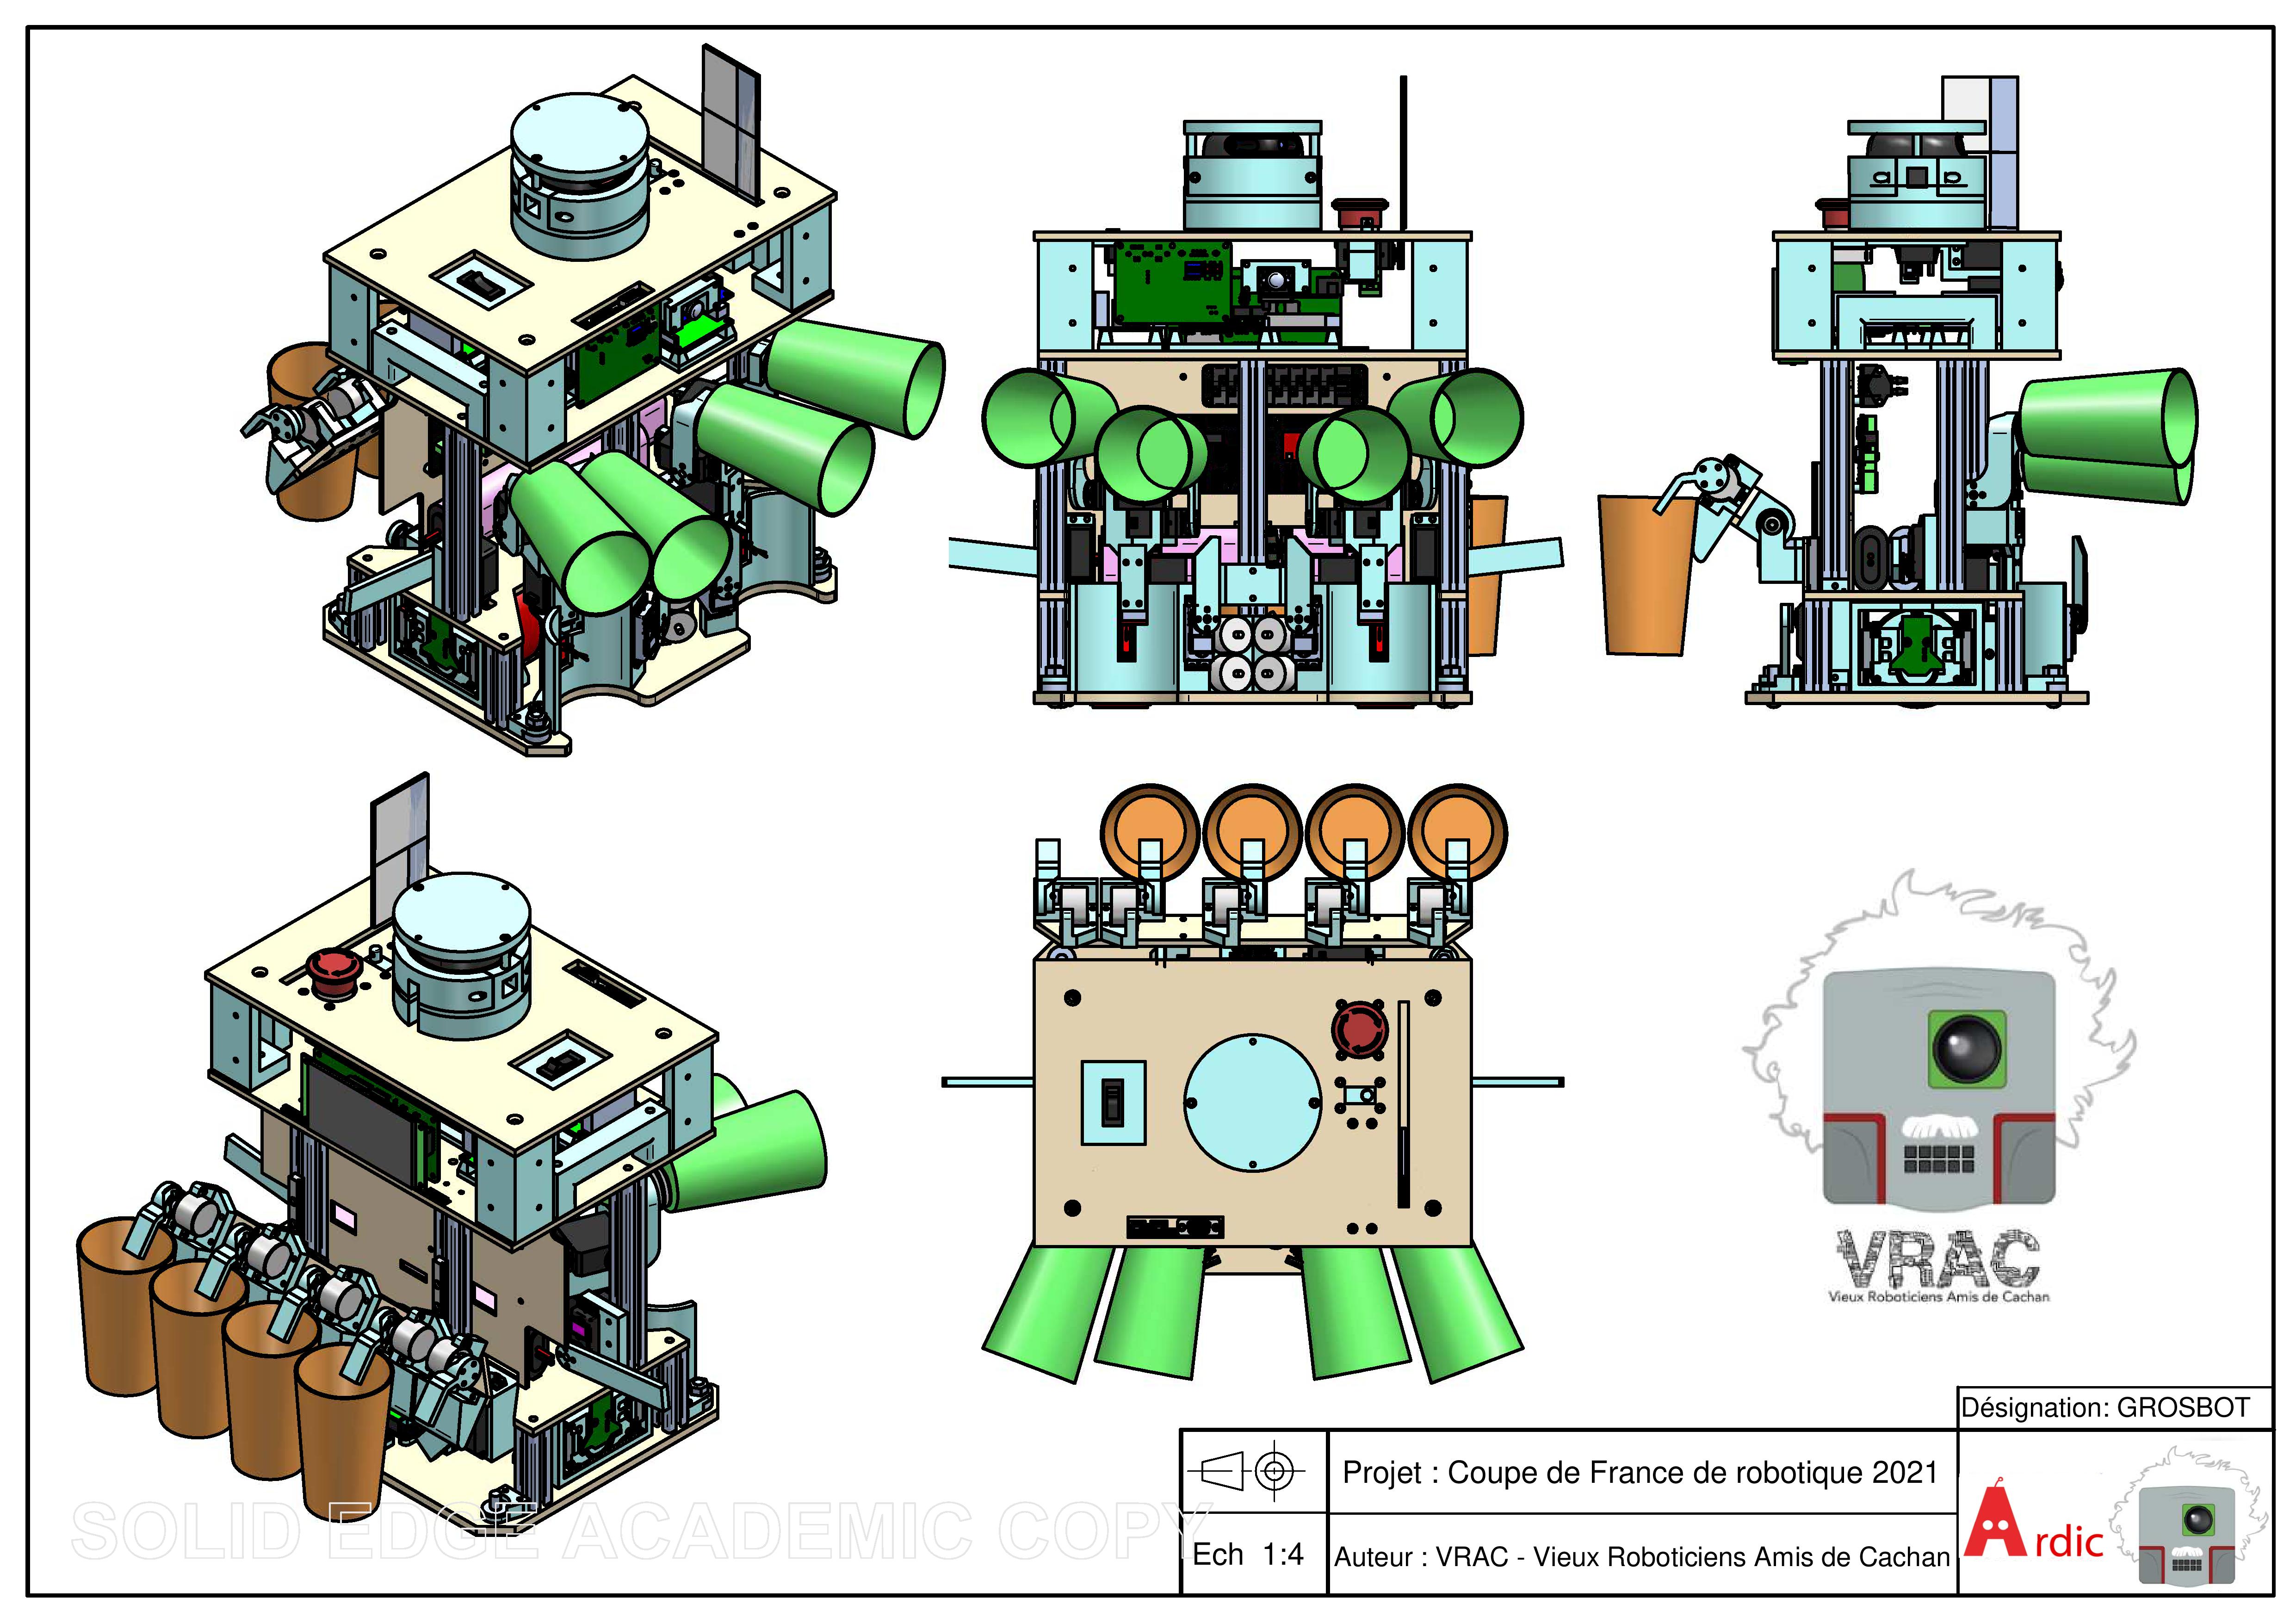 VRAC
Vieux Roboticiens Amis de Cachan
Désignation: GROSBOT
Projet : Coupe de France de robotique 2021
Ech 1:4
Auteur : VRAC - Vieux Roboticiens Amis de Cachan
Ardic
SOLID EDGE ACADEMIC COPY